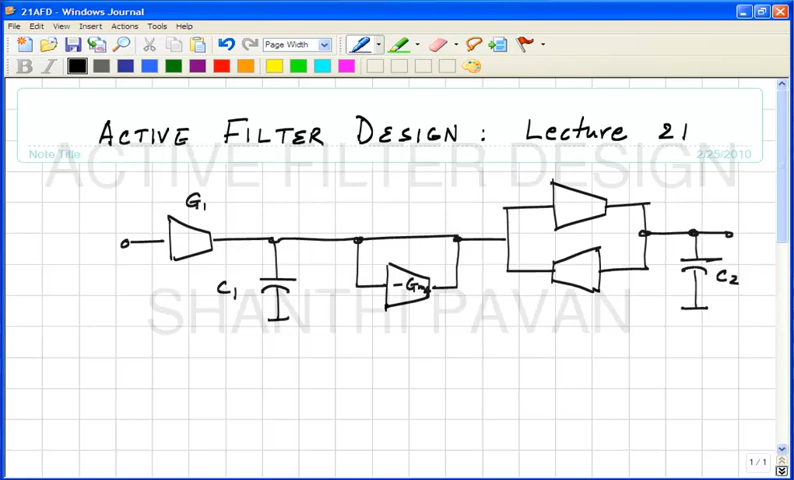 21AFD - Windows Journal
File Edit View Insert Actions Tools Help
Page Width
B I
ACTIVE FILTER DESIGN : Lecture 21
Note Title
2/25/2010
ACTIVE FILTER DESIGN
G1
C1
-Gm
C2
SHANTHI PAVAN
1 / 1